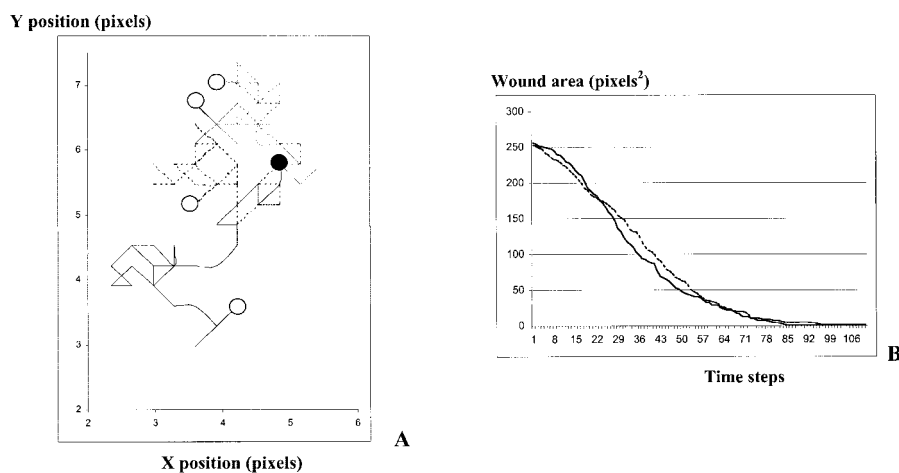 Y position (pixels)
7
6
5
4
3
2
2 3 4 5 6
X position (pixels)
A
Wound area (pixels²)
300
250
200
150
100
50
0
1 8 15 22 29 36 43 50 57 64 71 78 85 92 99 106
Time steps
B